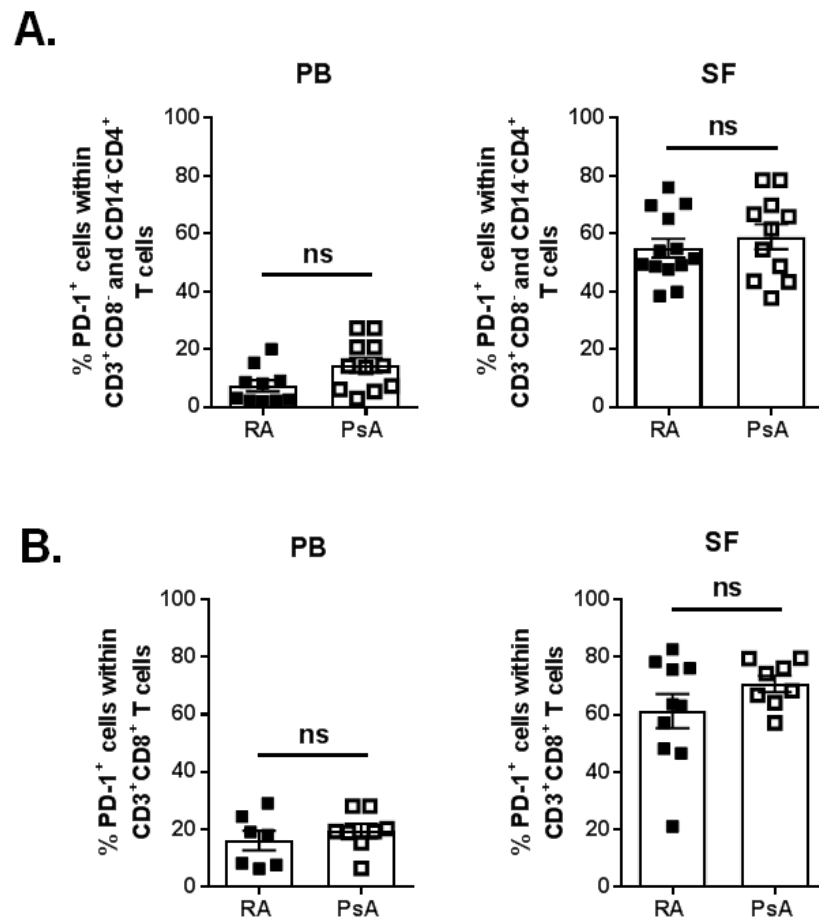 A.
PB
% PD-1⁺ cells within
CD3⁺CD8⁻ and CD14⁻CD4⁺
T cells
100
80
60
40
20
0
ns
RA
PsA
SF
% PD-1⁺ cells within
CD3⁺CD8⁻ and CD14⁻CD4⁺
T cells
100
80
60
40
20
0
ns
RA
PsA
B.
PB
% PD-1⁺ cells within
CD3⁺CD8⁺ T cells
100
80
60
40
20
0
ns
RA
PsA
SF
% PD-1⁺ cells within
CD3⁺CD8⁺ T cells
100
80
60
40
20
0
ns
RA
PsA